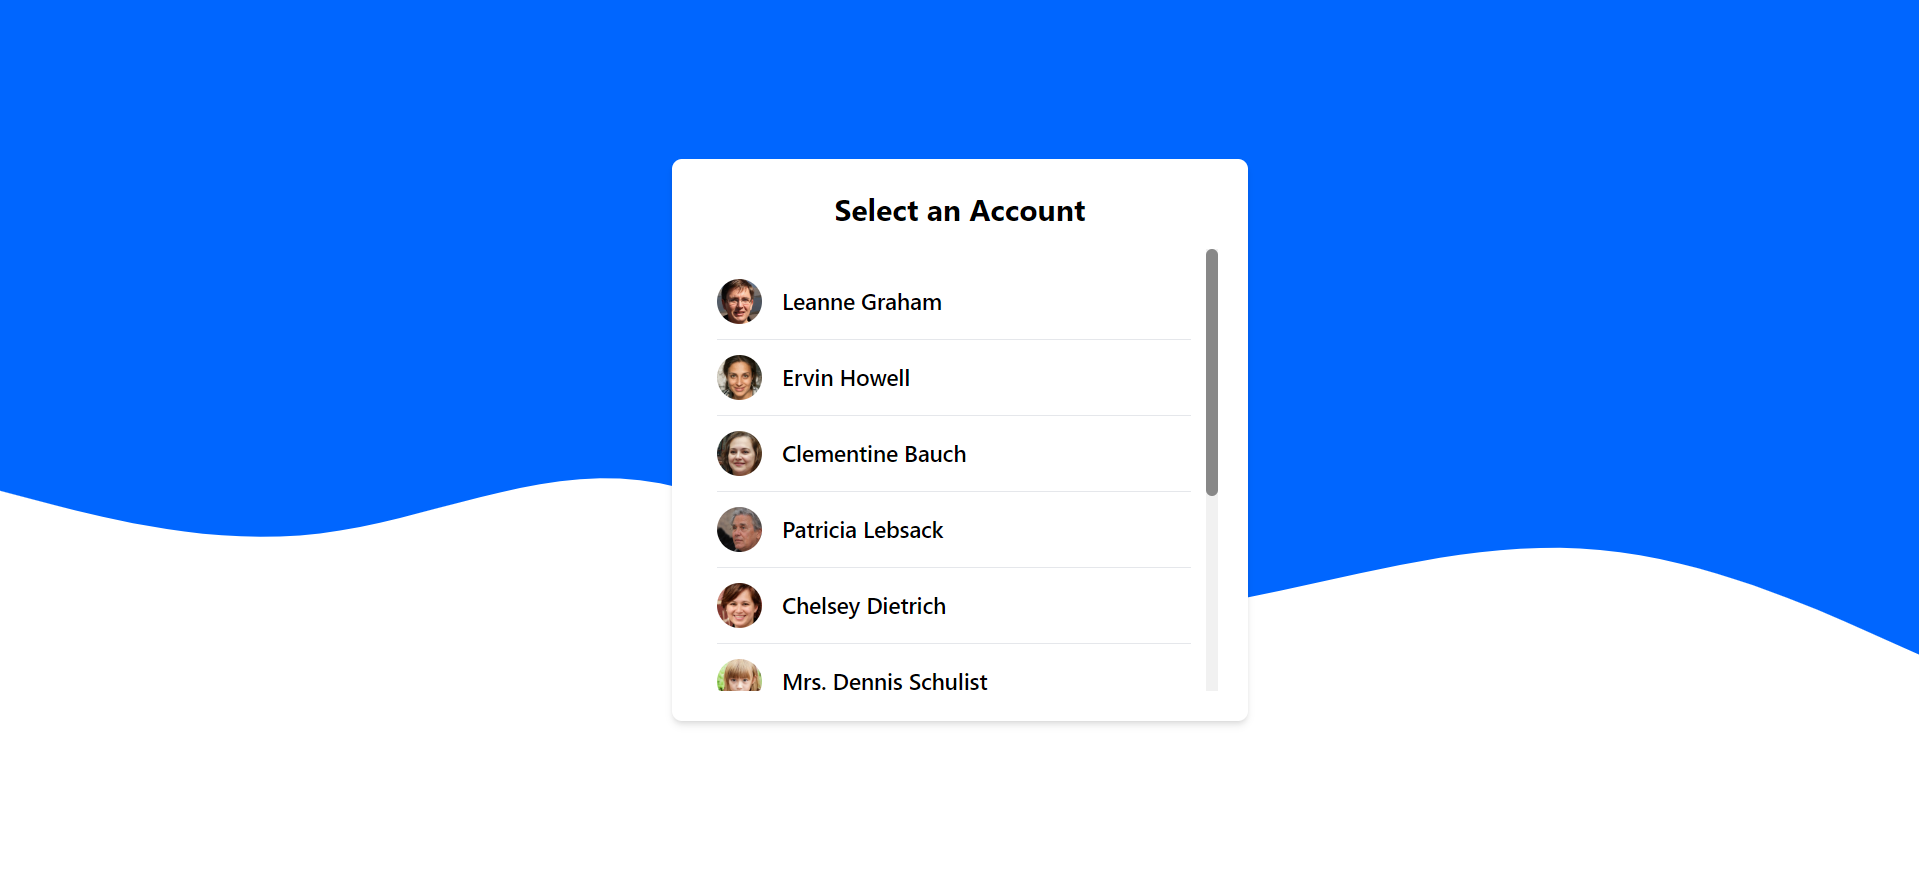 Select an Account
Leanne Graham
Ervin Howell
Clementine Bauch
Patricia Lebsack
Chelsey Dietrich
Mrs. Dennis Schulist